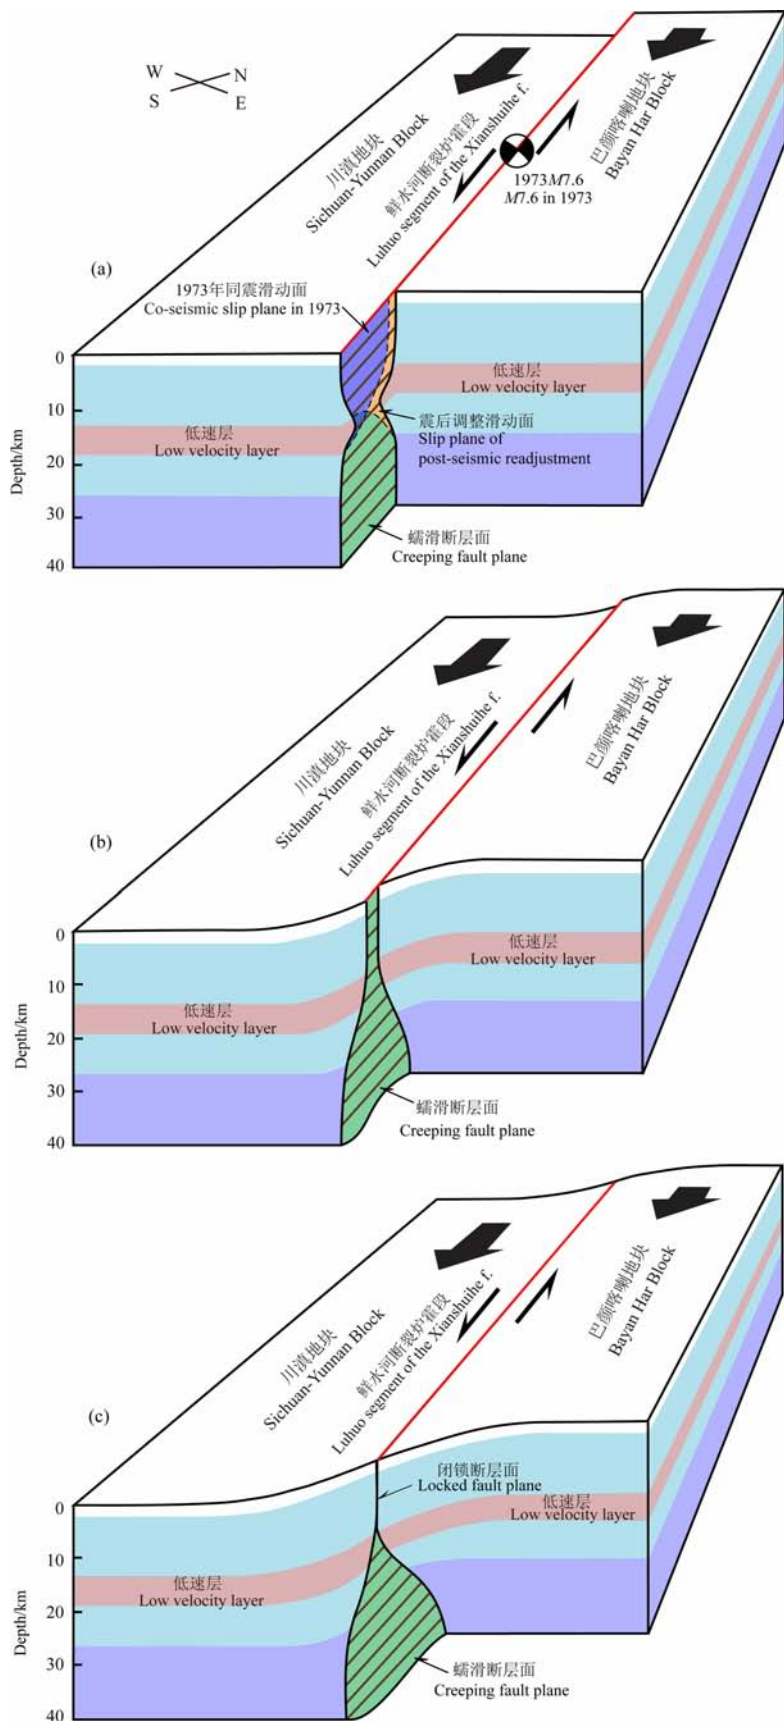 W
N
S
E
川滇地块
Sichuan-Yunnan Block
鲜水河断裂炉霍段
Luhuo segment of the Xianshuihe f.
巴颜喀喇地块
Bayan Har Block
1973M7.6
M7.6 in 1973
(a)
1973年同震滑动面
Co-seismic slip plane in 1973
0
10
20
30
40
Depth/km
低速层
Low velocity layer
低速层
Low velocity layer
震后调整滑动面
Slip plane of
post-seismic readjustment
蠕滑断层面
Creeping fault plane
川滇地块
Sichuan-Yunnan Block
鲜水河断裂炉霍段
Luhuo segment of the Xianshuihe f.
巴颜喀喇地块
Bayan Har Block
(b)
0
10
20
30
40
Depth/km
低速层
Low velocity layer
低速层
Low velocity layer
蠕滑断层面
Creeping fault plane
川滇地块
Sichuan-Yunnan Block
鲜水河断裂炉霍段
Luhuo segment of the Xianshuihe f.
巴颜喀喇地块
Bayan Har Block
(c)
闭锁断层面
Locked fault plane
0
10
20
30
40
Depth/km
低速层
Low velocity layer
低速层
Low velocity layer
蠕滑断层面
Creeping fault plane